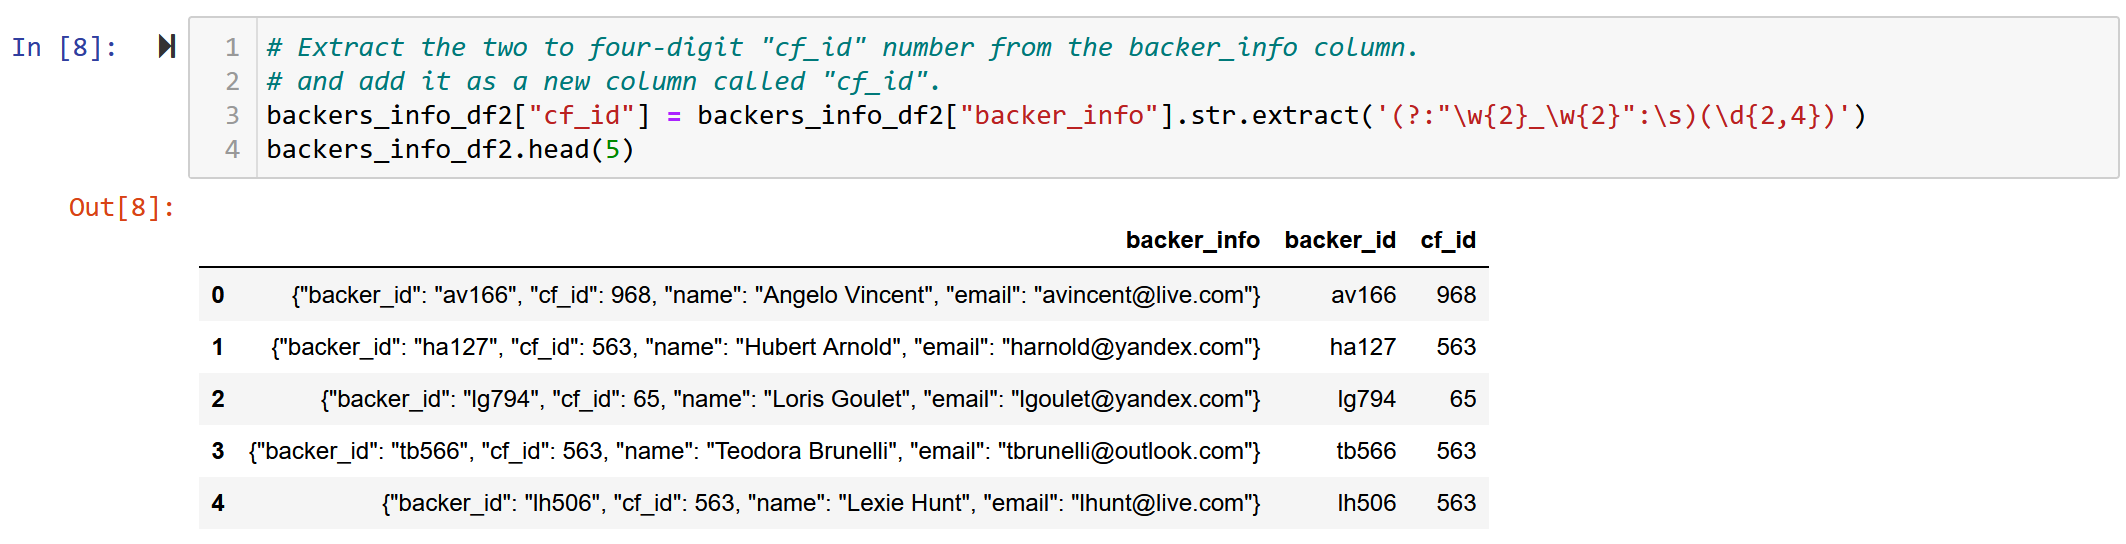 In [8]:
1 # Extract the two to four-digit "cf_id" number from the backer_info column.
2 # and add it as a new column called "cf_id".
3 backers_info_df2["cf_id"] = backers_info_df2["backer_info"].str.extract('(?:"\w{2}_\w{2}":\s)(\d{2,4})')
4 backers_info_df2.head(5)
Out[8]:
backer_info backer_id cf_id
0 {"backer_id": "av166", "cf_id": 968, "name": "Angelo Vincent", "email": "avincent@live.com"} av166 968
1 {"backer_id": "ha127", "cf_id": 563, "name": "Hubert Arnold", "email": "harnold@yandex.com"} ha127 563
2 {"backer_id": "lg794", "cf_id": 65, "name": "Loris Goulet", "email": "lgoulet@yandex.com"} lg794 65
3 {"backer_id": "tb566", "cf_id": 563, "name": "Teodora Brunelli", "email": "tbrunelli@outlook.com"} tb566 563
4 {"backer_id": "lh506", "cf_id": 563, "name": "Lexie Hunt", "email": "lhunt@live.com"} lh506 563